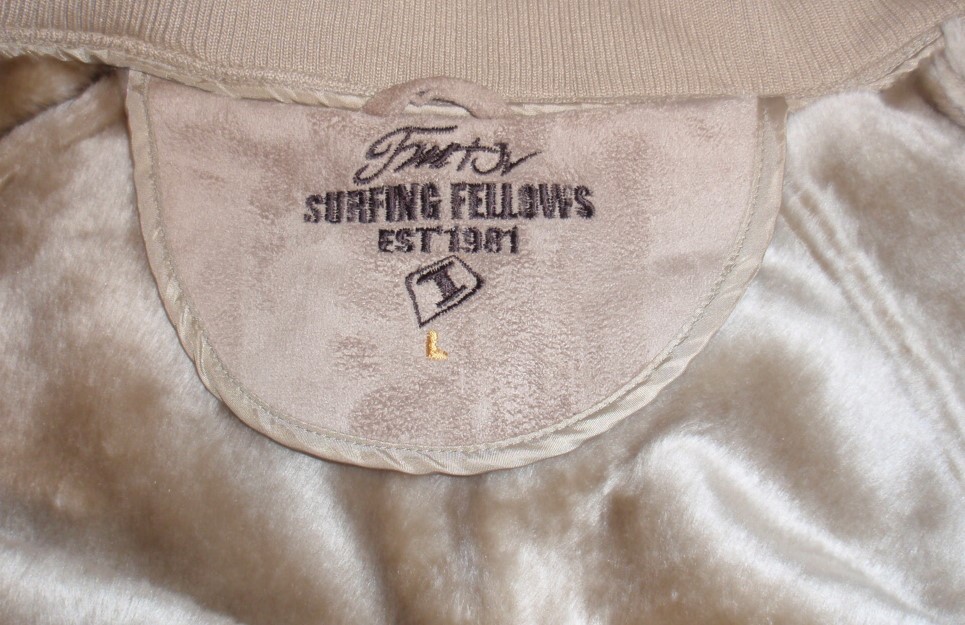 SURFING FELLOWS
EST'1981
I
L